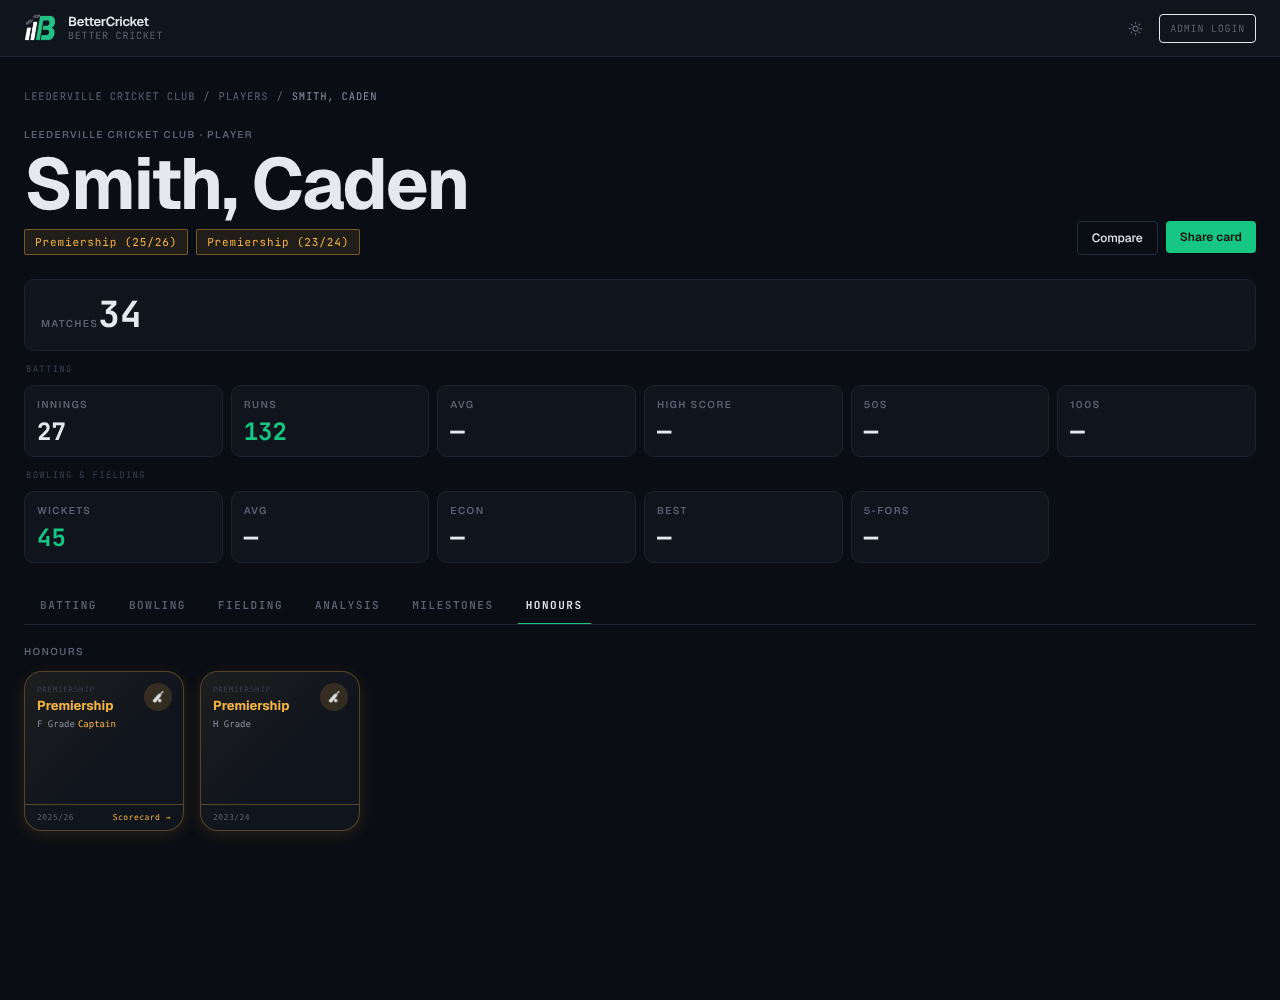 BetterCricket
BETTER CRICKET
ADMIN LOGIN
LEEDERVILLE CRICKET CLUB / PLAYERS / SMITH, CADEN
LEEDERVILLE CRICKET CLUB · PLAYER
Smith, Caden
Premiership (25/26) Premiership (23/24)
Compare Share card
MATCHES 34
BATTING
INNINGS RUNS AVG HIGH SCORE 50S 100S
27 132 — — — —
BOWLING & FIELDING
WICKETS AVG ECON BEST 5-FORS
45 — — — —
BATTING BOWLING FIELDING ANALYSIS MILESTONES HONOURS
HONOURS
PREMIERSHIP
Premiership
F Grade Captain
2025/26 Scorecard →
PREMIERSHIP
Premiership
H Grade
2023/24